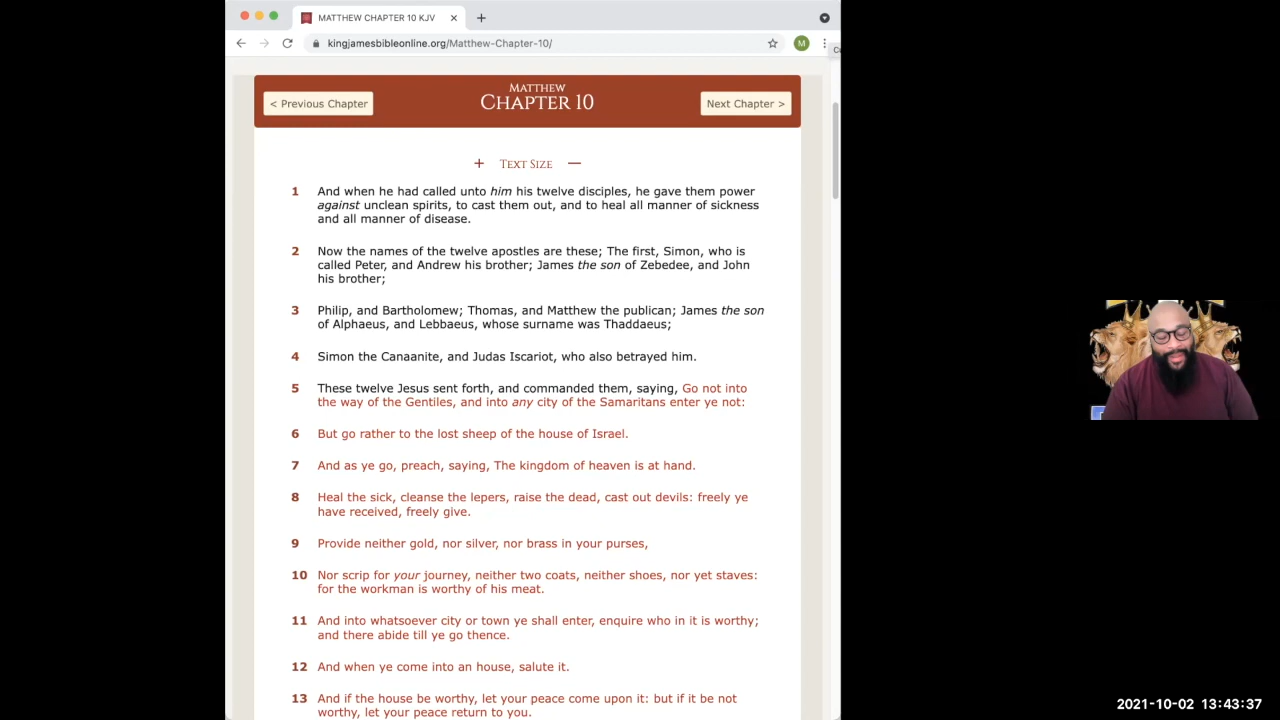 MATTHEW CHAPTER 10 KJV
kingjamesbibleonline.org/Matthew-Chapter-10/
M
< Previous Chapter
MATTHEW
CHAPTER 10
Next Chapter >
+ TEXT SIZE —
1 And when he had called unto him his twelve disciples, he gave them power
against unclean spirits, to cast them out, and to heal all manner of sickness
and all manner of disease.
2 Now the names of the twelve apostles are these; The first, Simon, who is
called Peter, and Andrew his brother; James the son of Zebedee, and John
his brother;
3 Philip, and Bartholomew; Thomas, and Matthew the publican; James the son
of Alphaeus, and Lebbaeus, whose surname was Thaddaeus;
4 Simon the Canaanite, and Judas Iscariot, who also betrayed him.
5 These twelve Jesus sent forth, and commanded them, saying, Go not into
the way of the Gentiles, and into any city of the Samaritans enter ye not:
6 But go rather to the lost sheep of the house of Israel.
7 And as ye go, preach, saying, The kingdom of heaven is at hand.
8 Heal the sick, cleanse the lepers, raise the dead, cast out devils: freely ye
have received, freely give.
9 Provide neither gold, nor silver, nor brass in your purses,
10 Nor scrip for your journey, neither two coats, neither shoes, nor yet staves:
for the workman is worthy of his meat.
11 And into whatsoever city or town ye shall enter, enquire who in it is worthy;
and there abide till ye go thence.
12 And when ye come into an house, salute it.
13 And if the house be worthy, let your peace come upon it: but if it be not
worthy, let your peace return to you.
2021-10-02 13:43:37